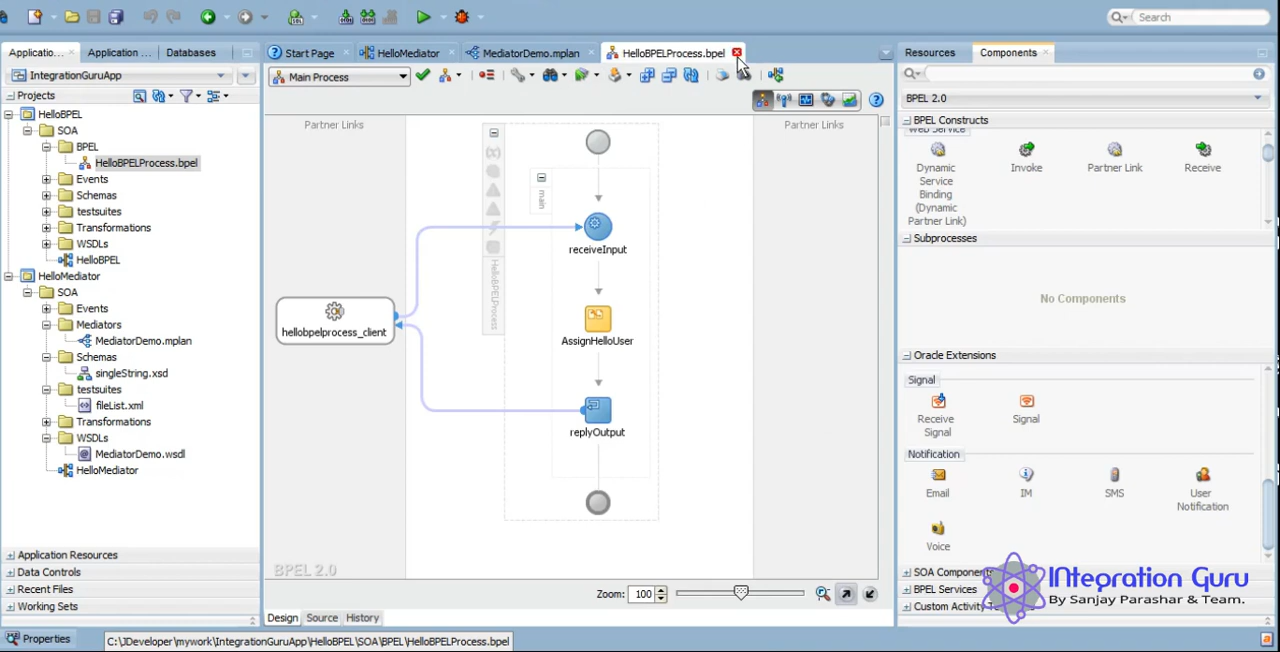 Search
Applicatio...
Application ...
Databases
Start Page
HelloMediator
MediatorDemo.mplan
HelloBPELProcess.bpel
Resources
Components
IntegrationGuruApp
Main Process
Projects
BPEL 2.0
HelloBPEL
SOA
BPEL
HelloBPELProcess.bpel
Events
Schemas
testsuites
Transformations
WSDLs
HelloBPEL
HelloMediator
SOA
Events
Mediators
MediatorDemo.mplan
Schemas
singleString.xsd
testsuites
fileList.xml
Transformations
WSDLs
MediatorDemo.wsdl
HelloMediator
Application Resources
Data Controls
Recent Files
Working Sets
Partner Links
Partner Links
main
HelloBPELProcess
receiveInput
hellobpelprocess_client
AssignHelloUser
replyOutput
BPEL 2.0
Zoom: 100
Design
Source
History
BPEL Constructs
Web Service
Dynamic
Service
Binding
(Dynamic
Partner Link)
Invoke
Partner Link
Receive
Subprocesses
No Components
Oracle Extensions
Signal
Receive
Signal
Signal
Notification
Email
IM
SMS
User
Notification
Voice
SOA Componen
BPEL Services
Custom Activity T
INtegration Guru
By Sanjay Parashar & Team.
Properties
C:\JDeveloper\mywork\IntegrationGuruApp\HelloBPEL\SOA\BPEL\HelloBPELProcess.bpel